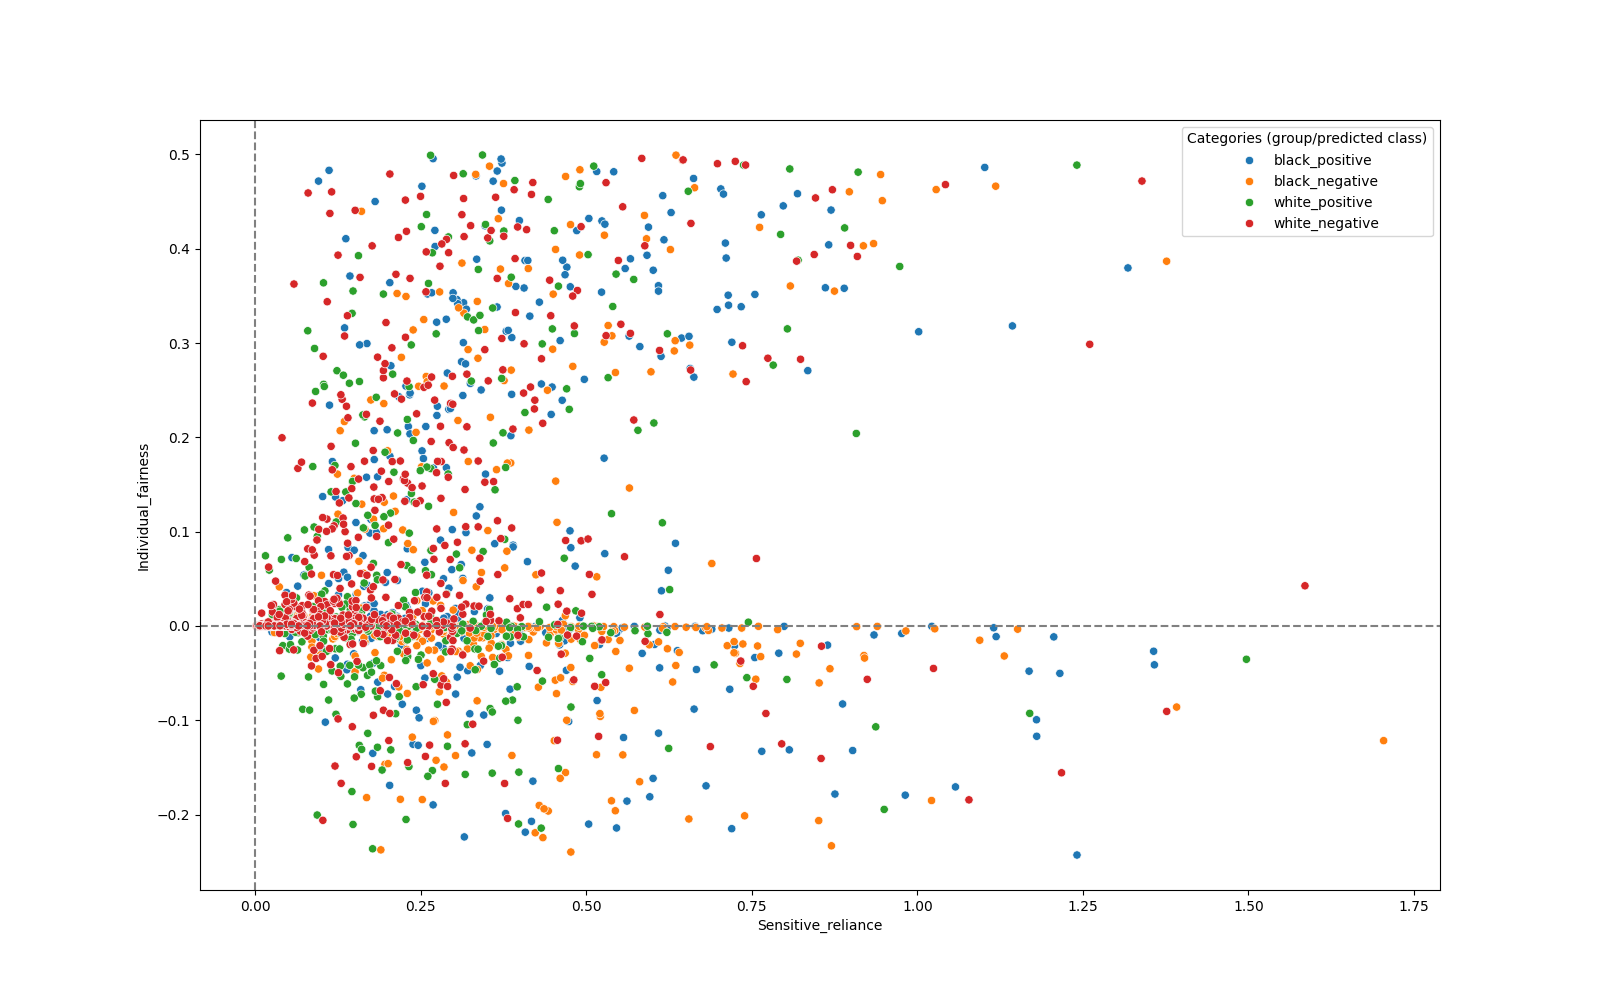 Categories (group/predicted class)
black_positive
black_negative
white_positive
white_negative
0.5
0.4
0.3
0.2
0.1
0.0
−0.1
−0.2
Individual_fairness
0.00 0.25 0.50 0.75 1.00 1.25 1.50 1.75
Sensitive_reliance